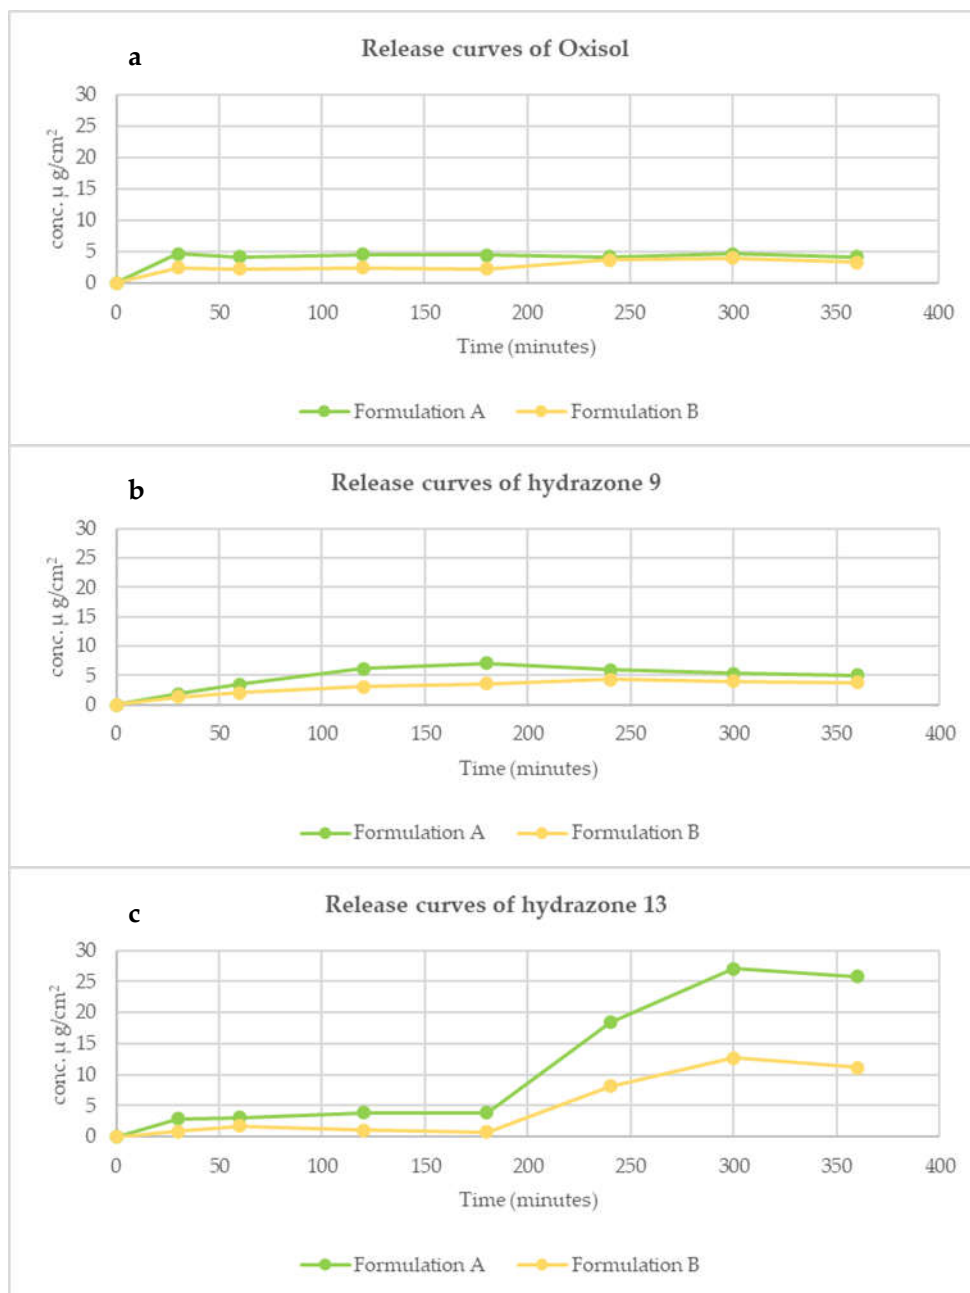 a
Release curves of Oxisol
30
25
20
15
10
5
0
conc. µ g/cm²
0 50 100 150 200 250 300 350 400
Time (minutes)
Formulation A Formulation B
b
Release curves of hydrazone 9
30
25
20
15
10
5
0
conc. µ g/cm²
0 50 100 150 200 250 300 350 400
Time (minutes)
Formulation A Formulation B
c
Release curves of hydrazone 13
30
25
20
15
10
5
0
conc. µ g/cm²
0 50 100 150 200 250 300 350 400
Time (minutes)
Formulation A Formulation B